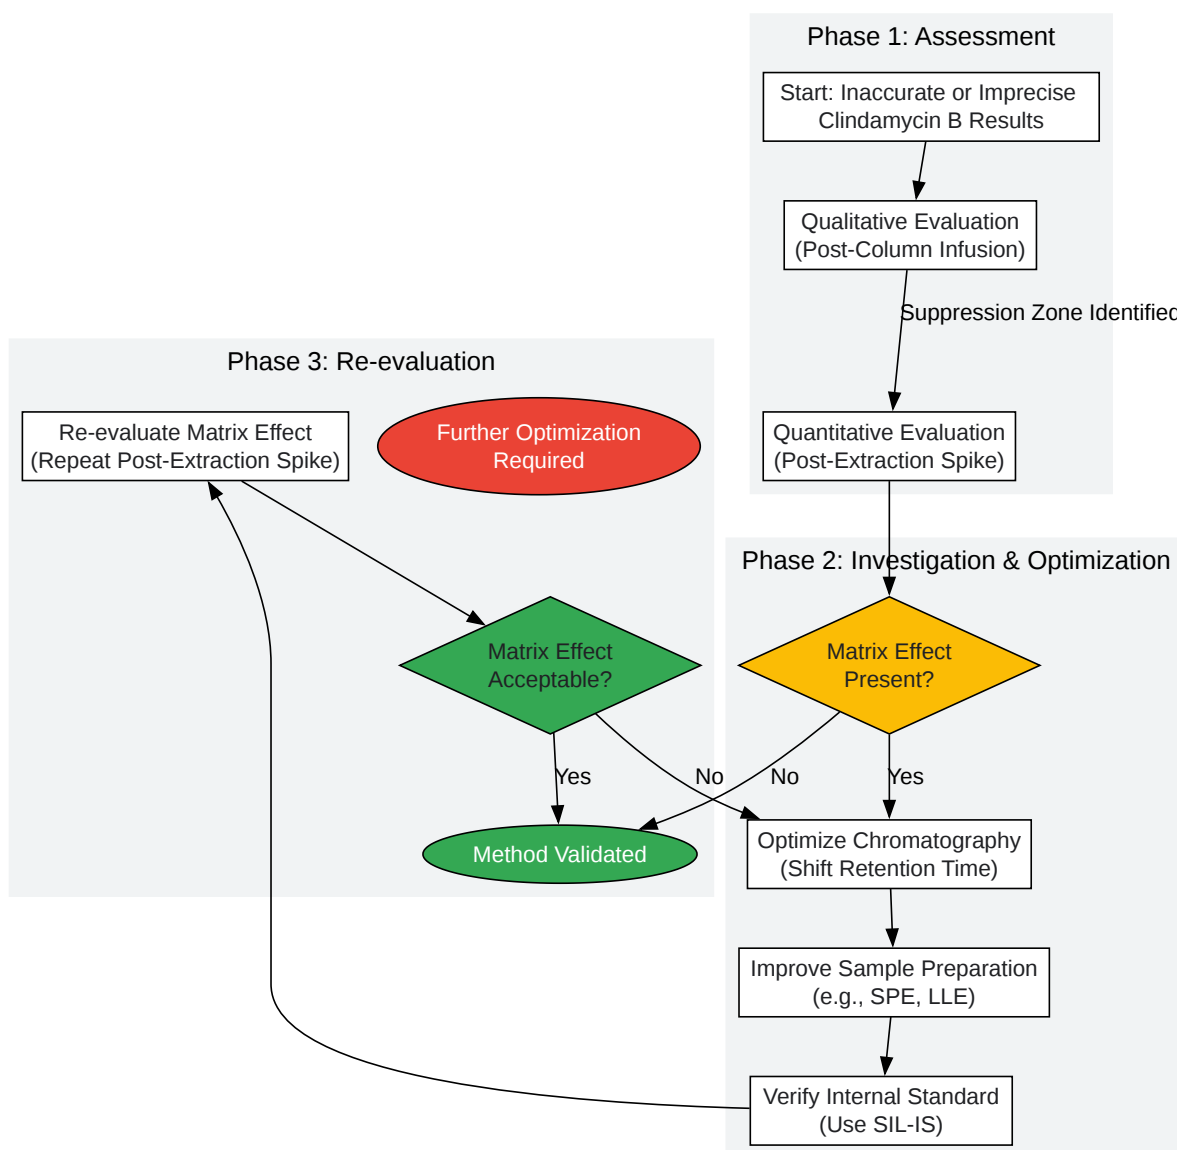 Phase 1: Assessment
Start: Inaccurate or Imprecise
Clindamycin B Results
Qualitative Evaluation
(Post-Column Infusion)
Suppression Zone Identified
Quantitative Evaluation
(Post-Extraction Spike)
Phase 2: Investigation & Optimization
Matrix Effect
Present?
No
Yes
Optimize Chromatography
(Shift Retention Time)
Improve Sample Preparation
(e.g., SPE, LLE)
Verify Internal Standard
(Use SIL-IS)
Phase 3: Re-evaluation
Re-evaluate Matrix Effect
(Repeat Post-Extraction Spike)
Further Optimization
Required
Matrix Effect
Acceptable?
Yes
No
Method Validated